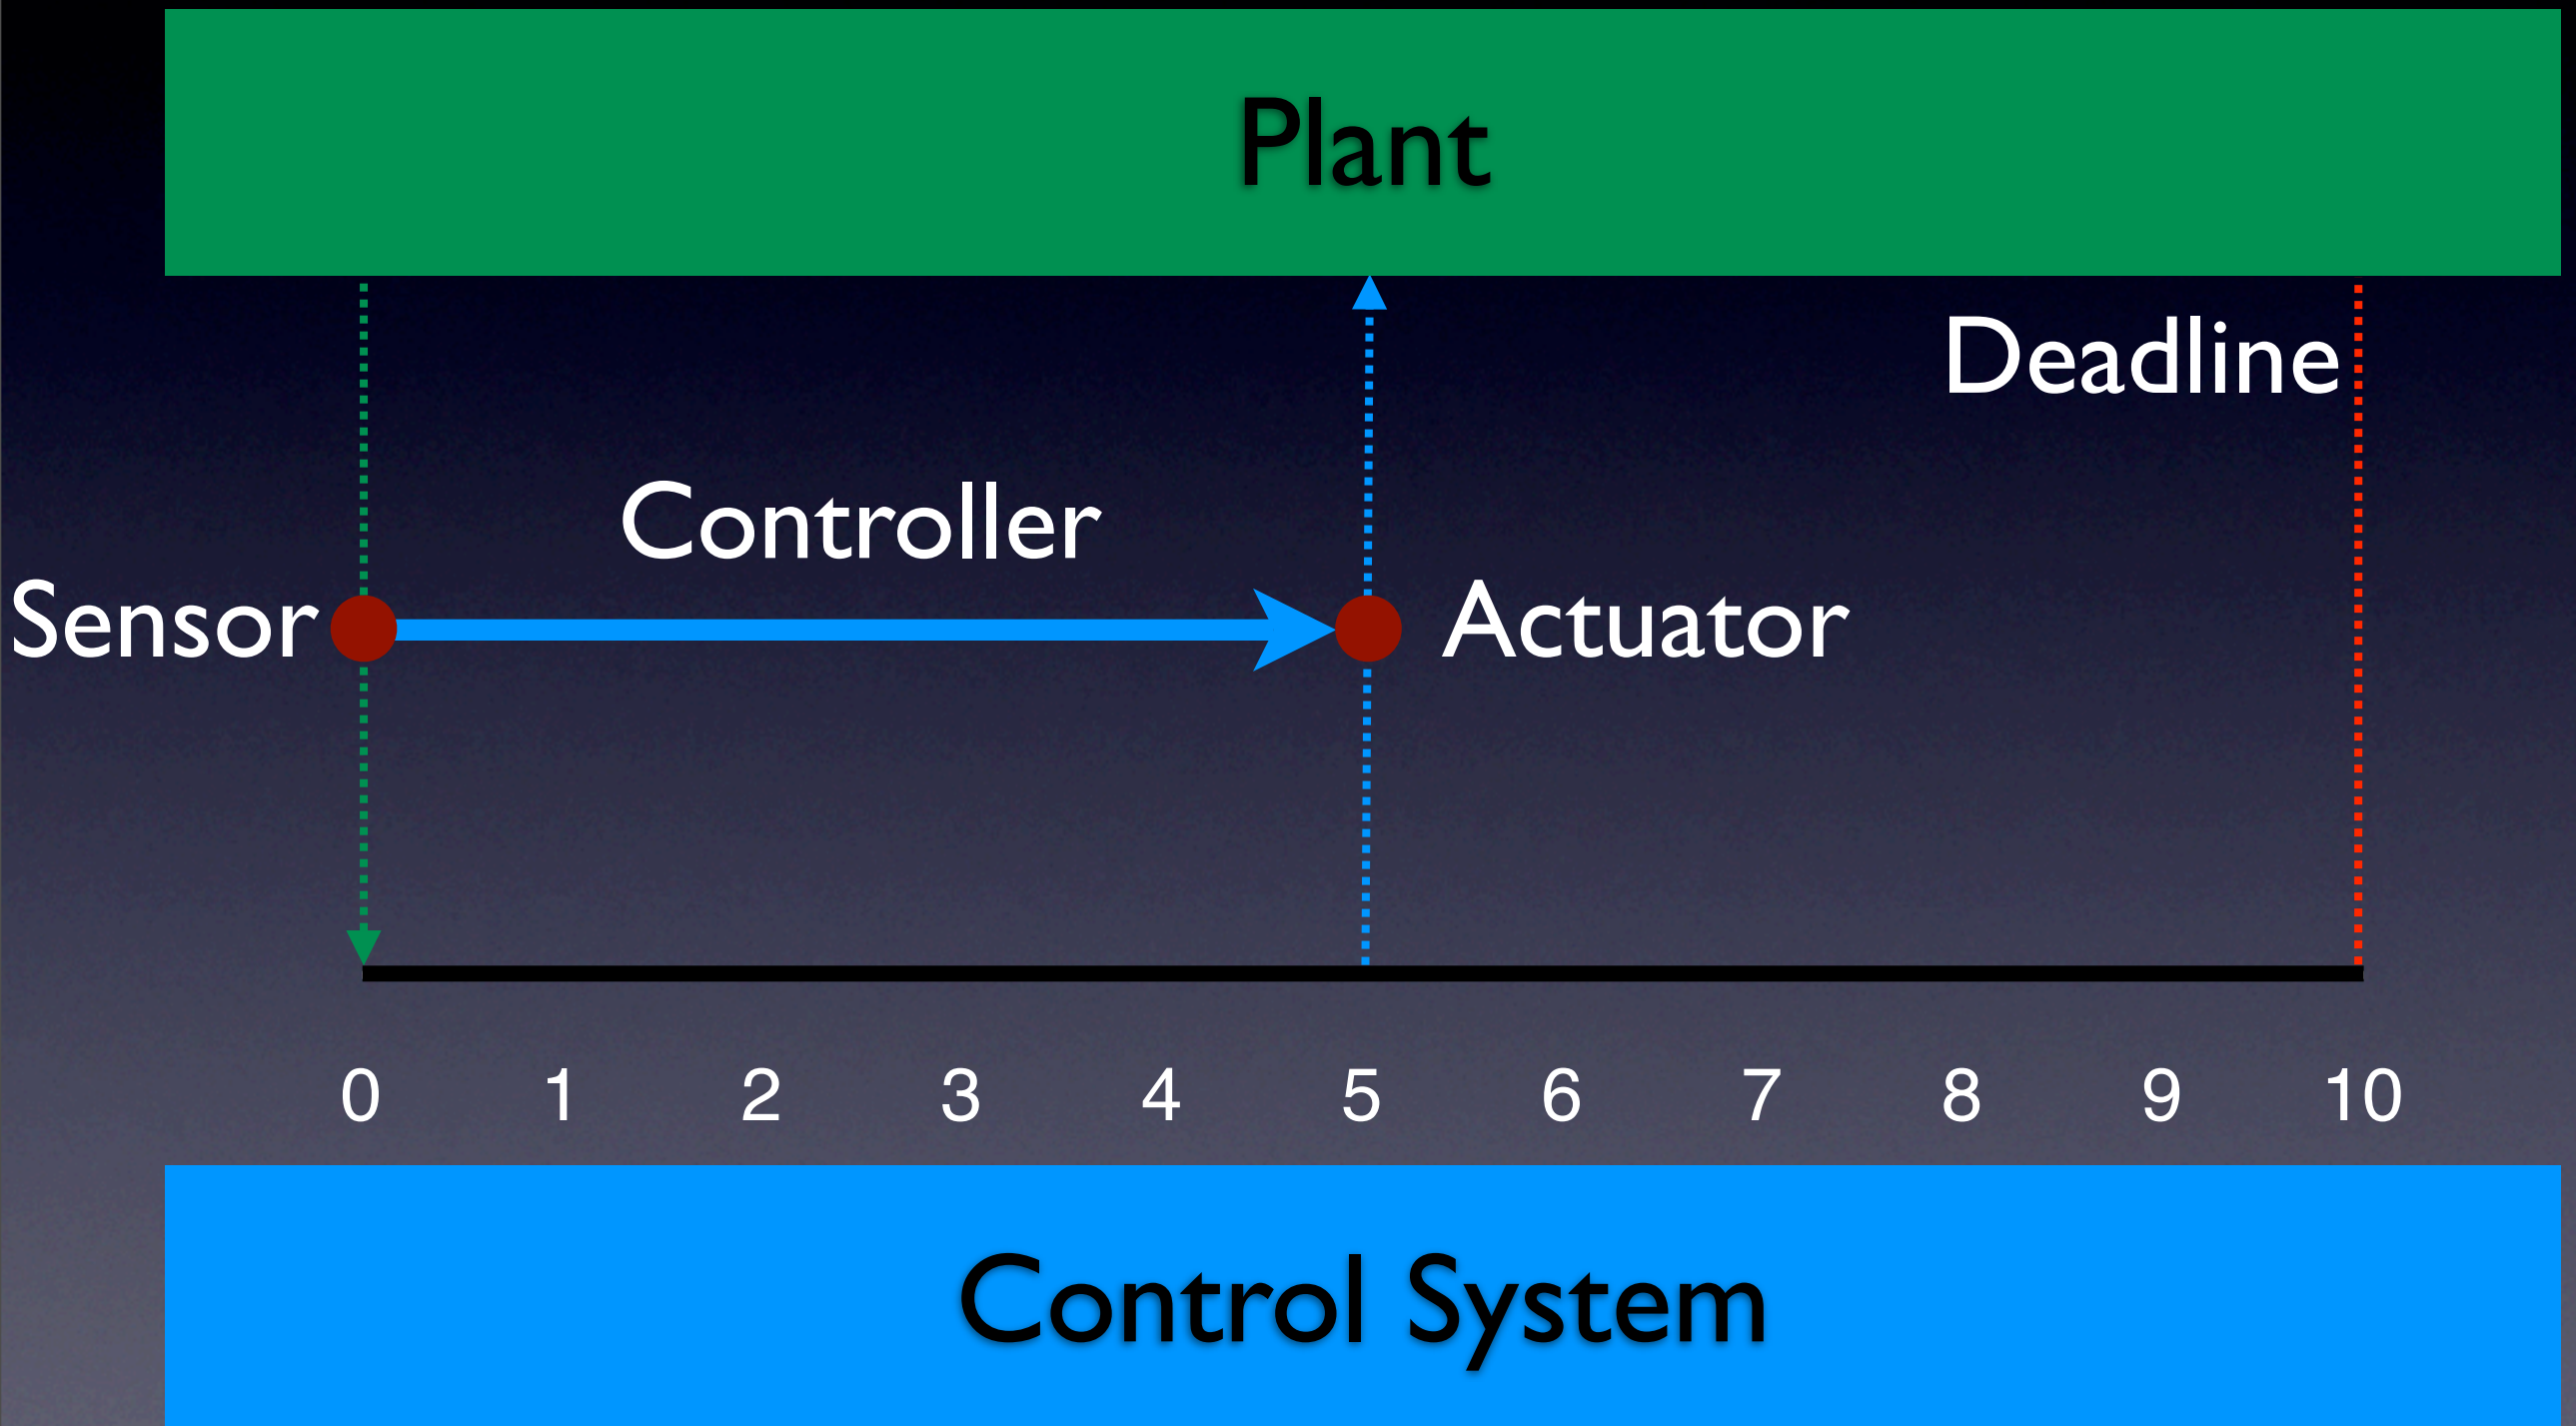 Plant
Deadline
Controller
Sensor
Actuator
0 1 2 3 4 5 6 7 8 9 10
Control System